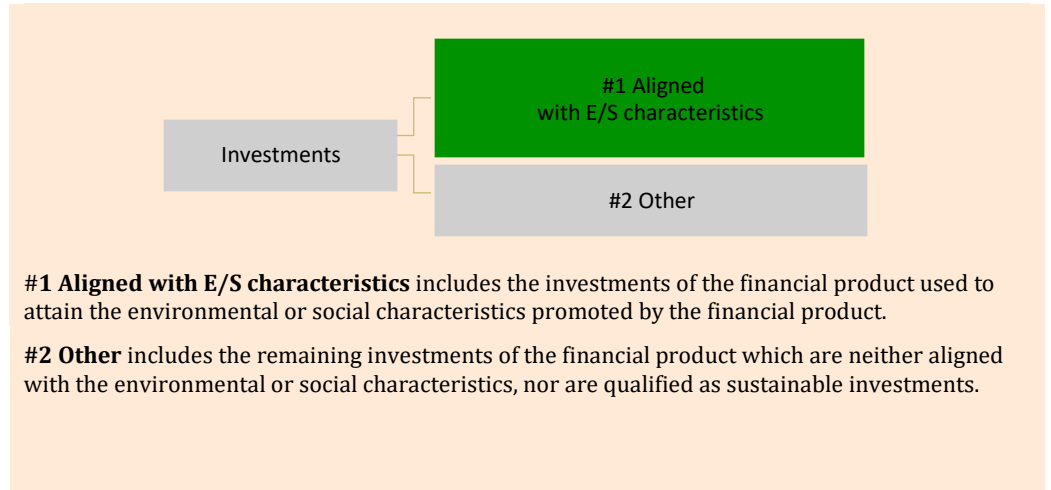 #1 Aligned
with E/S characteristics
Investments
#2 Other
#1 Aligned with E/S characteristics includes the investments of the financial product used to
attain the environmental or social characteristics promoted by the financial product.
#2 Other includes the remaining investments of the financial product which are neither aligned
with the environmental or social characteristics, nor are qualified as sustainable investments.